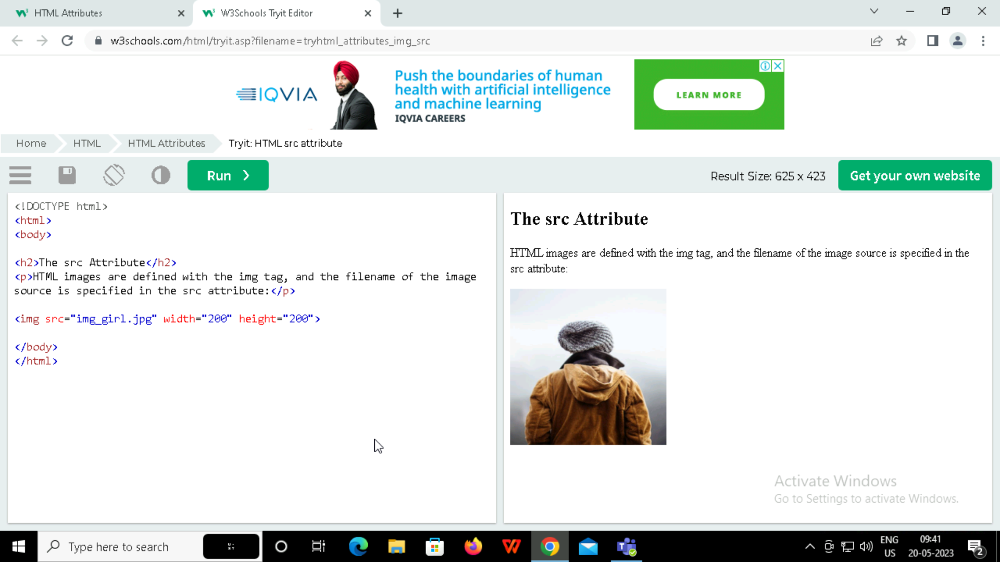 HTML Attributes
W3Schools Tryit Editor
w3schools.com/html/tryit.asp?filename=tryhtml_attributes_img_src
IQVIA
Push the boundaries of human
health with artificial intelligence
and machine learning
IQVIA CAREERS
LEARN MORE
Home
HTML
HTML Attributes
Tryit: HTML src attribute
Run
Result Size: 625 x 423
Get your own website
<!DOCTYPE html>
<html>
<body>
<h2>The src Attribute</h2>
<p>HTML images are defined with the img tag, and the filename of the image
source is specified in the src attribute:</p>
<img src="img_girl.jpg" width="200" height="200">
</body>
</html>
The src Attribute
HTML images are defined with the img tag, and the filename of the image source is specified in the
src attribute:
Activate Windows
Go to Settings to activate Windows.
Type here to search
ENG
US
09:41
20-05-2023
2